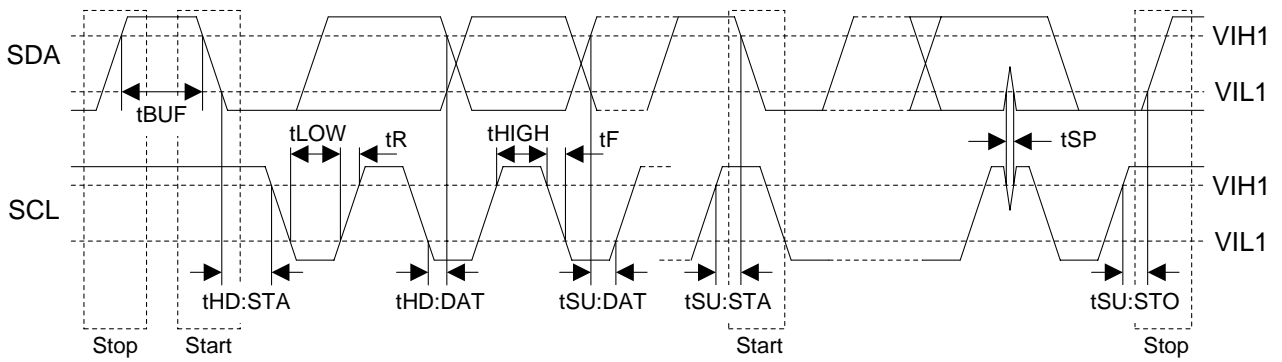 SDA
VIH1
VIL1
tBUF
tLOW
tR
tHIGH
tF
tSP
SCL
VIH1
VIL1
tHD:STA
tHD:DAT
tSU:DAT
tSU:STA
tSU:STO
Stop
Start
Start
Stop